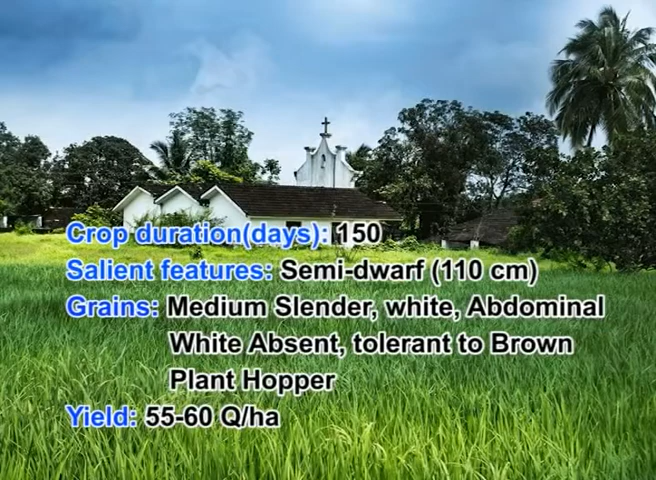 Crop duration(days): 150
Salient features: Semi-dwarf (110 cm)
Grains: Medium Slender, white, Abdominal
White Absent, tolerant to Brown
Plant Hopper
Yield: 55-60 Q/ha